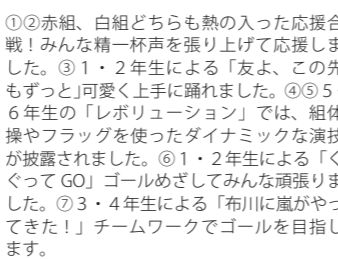 ①②赤組、白組どちらも熱の入った応援合
戦！みんな精一杯声を張り上げて応援しま
した。③１・２年生による「友よ、この先
もずっと」可愛く上手に踊れました。④⑤５・
６年生の「レボリューション」では、組体
操やフラッグを使ったダイナミックな演技
が披露されました。⑥１・２年生による「く
ぐって GO」ゴールめざしてみんな頑張りま
した。⑦３・４年生による「布川に嵐がやっ
てきた！」チームワークでゴールを目指し
ます。